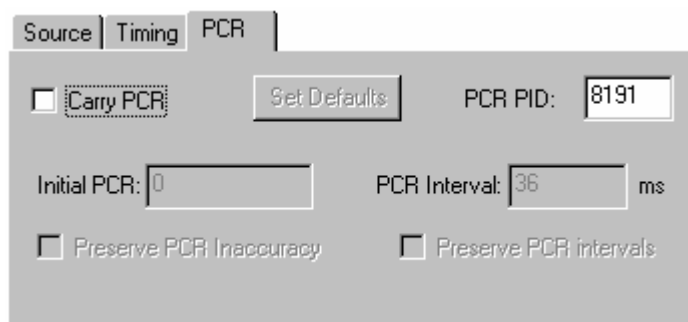 Source Timing PCR
Carry PCR Set Defaults PCR PID: 8191
Initial PCR: 0 PCR Interval: 36 ms
Preserve PCR Inaccuracy Preserve PCR intervals